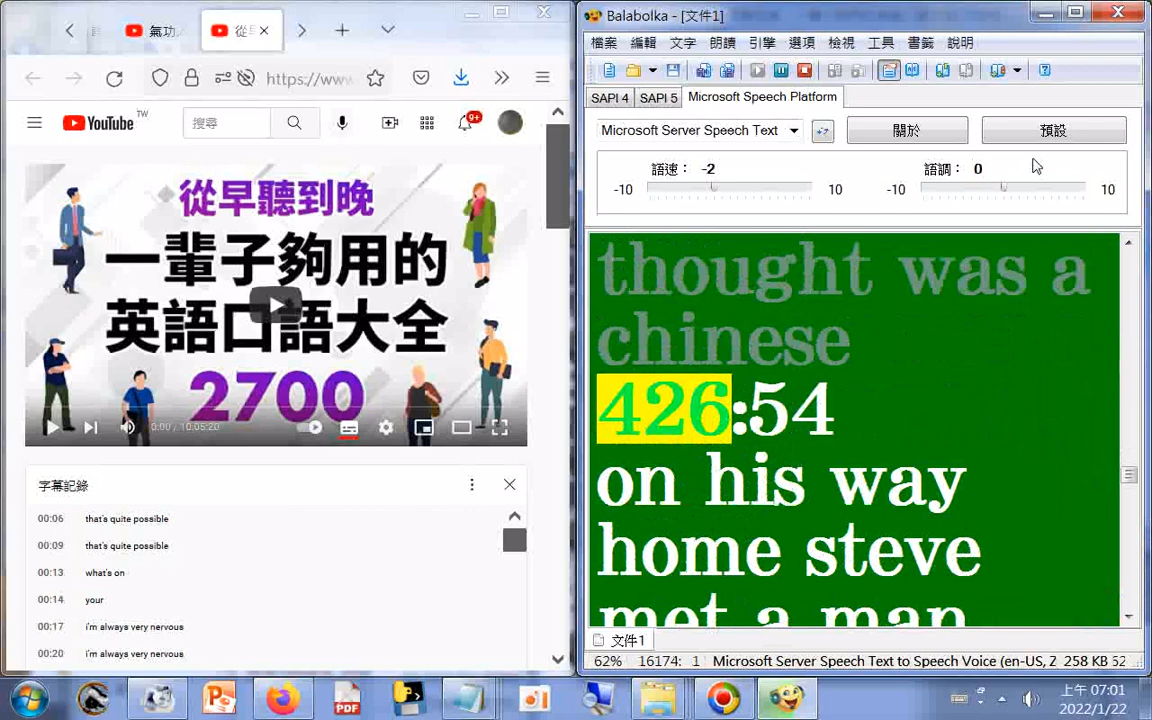 氣功
從
https://www.
YouTube TW
搜尋
9+
從早聽到晚
一輩子夠用的
英語口語大全
2700
0:00 / 10:05:20
字幕記錄
00:06 that's quite possible
00:09 that's quite possible
00:13 what's on
00:14 your
00:17 i'm always very nervous
00:20 i'm always very nervous
Balabolka - [文件1]
檔案 編輯 文字 朗讀 引擎 選項 檢視 工具 書籤 說明
SAPI 4 SAPI 5 Microsoft Speech Platform
Microsoft Server Speech Text 關於 預設
語速： -2 語調： 0
-10 10 -10 10
thought was a
chinese
426:54
on his way
home steve
met a man
文件1
62% 16174: 1 Microsoft Server Speech Text to Speech Voice (en-US, Z 258 KB 52
PDF
上午 07:01
2022/1/22